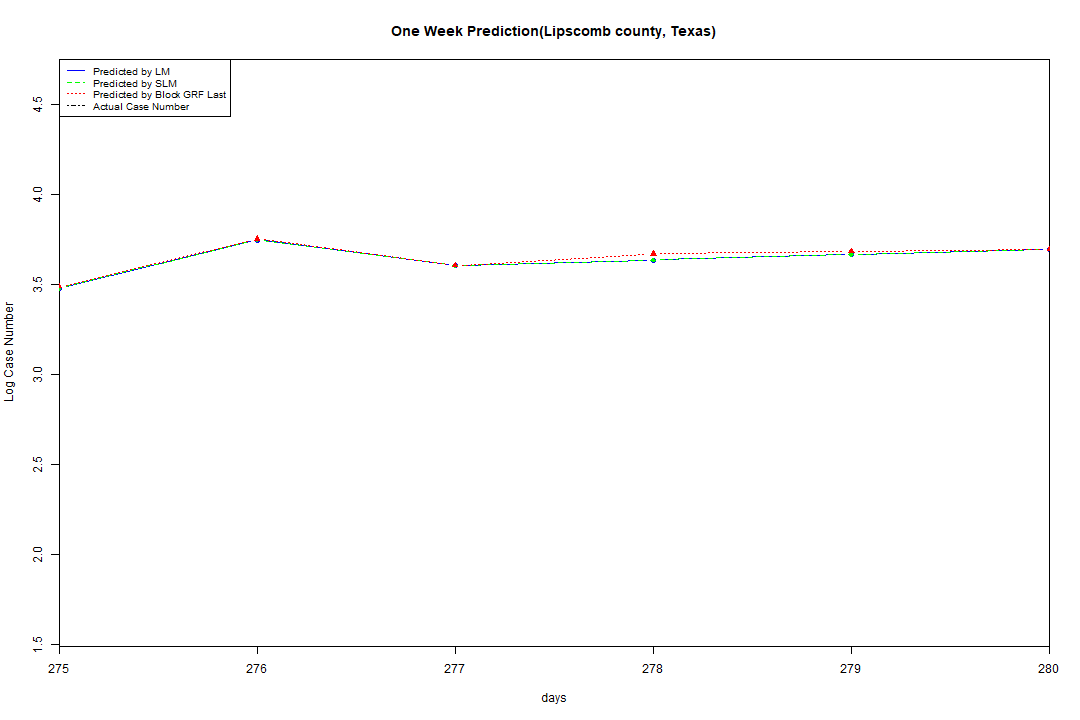 One Week Prediction(Lipscomb county, Texas)
Predicted by LM
Predicted by SLM
Predicted by Block GRF Last
Actual Case Number
4.5
4.0
3.5
3.0
2.5
2.0
1.5
Log Case Number
275 276 277 278 279 280
days